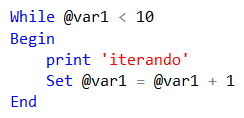 While @var1 < 10
Begin
    print 'iterando'
    Set @var1 = @var1 + 1
End